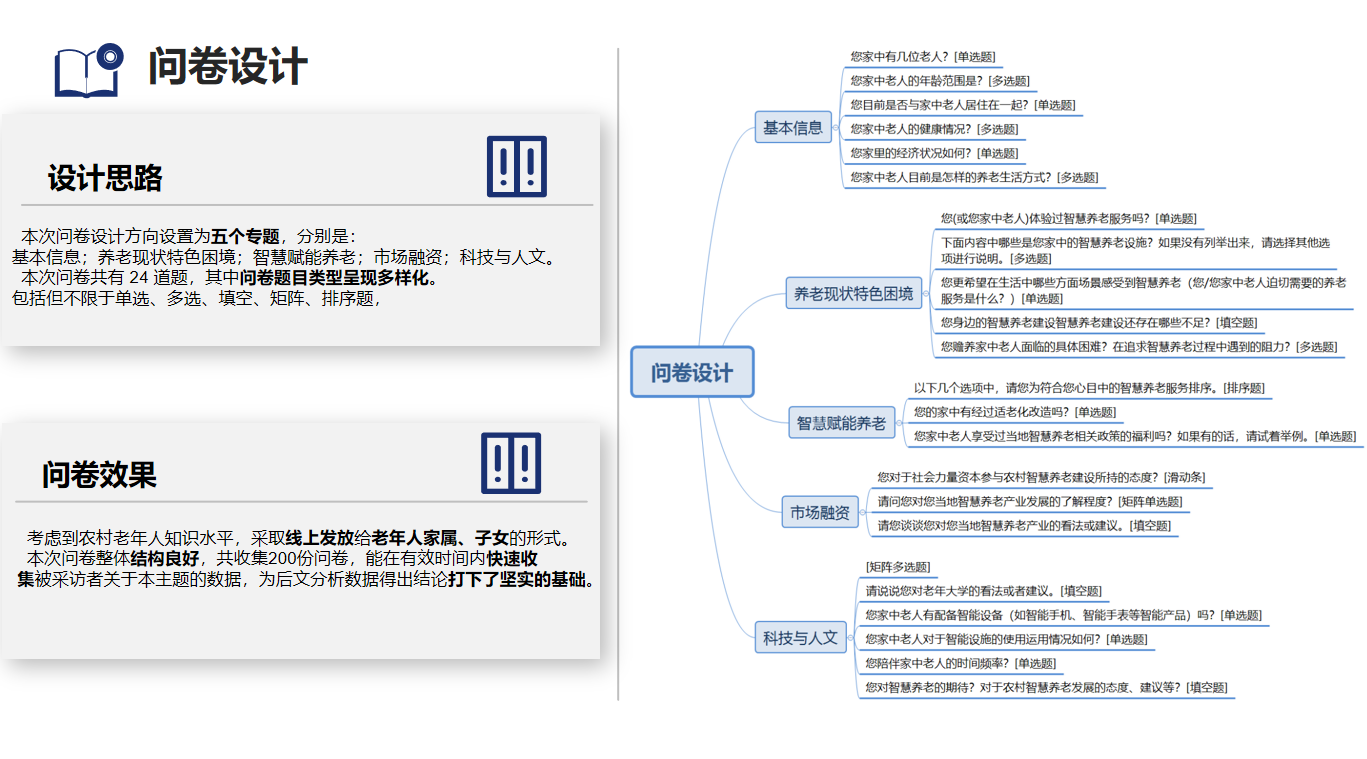 问卷设计
设计思路
本次问卷设计方向设置为五个专题，分别是：
基本信息；养老现状特色困境；智慧赋能养老；市场融资；科技与人文。
本次问卷共有 24 道题，其中问卷题目类型呈现多样化。
包括但不限于单选、多选、填空、矩阵、排序题，
问卷效果
考虑到农村老年人知识水平，采取线上发放给老年人家属、子女的形式。
本次问卷整体结构良好，共收集200份问卷，能在有效时间内快速收
集被采访者关于本主题的数据，为后文分析数据得出结论打下了坚实的基础。
问卷设计
基本信息
您家中有几位老人？[单选题]
您家中老人的年龄范围是？[多选题]
您目前是否与家中老人居住在一起？[单选题]
您家中老人的健康情况？[多选题]
您家里的经济状况如何？[单选题]
您家中老人目前是怎样的养老生活方式？[多选题]
养老现状特色困境
您(或您家中老人)体验过智慧养老服务吗？[单选题]
下面内容中哪些是您家中的智慧养老设施？如果没有列举出来，请选择其他选
项进行说明。[多选题]
您更希望在生活中哪些方面场景感受到智慧养老（您/您家中老人迫切需要的养老
服务是什么？）[单选题]
您身边的智慧养老建设智慧养老建设还存在哪些不足？[填空题]
您赡养家中老人面临的具体困难？在追求智慧养老过程中遇到的阻力？[多选题]
智慧赋能养老
以下几个选项中，请您为符合您心目中的智慧养老服务排序。[排序题]
您的家中有经过适老化改造吗？[单选题]
您家中老人享受过当地智慧养老相关政策的福利吗？如果有的话，请试着举例。[单选题]
市场融资
您对于社会力量资本参与农村智慧养老建设所持的态度？[滑动条]
请问您对您当地智慧养老产业发展的了解程度？[矩阵单选题]
请您谈谈您对您当地智慧养老产业的看法或建议。[填空题]
科技与人文
[矩阵多选题]
请说说您对老年大学的看法或者建议。[填空题]
您家中老人有配备智能设备（如智能手机、智能手表等智能产品）吗？[单选题]
您家中老人对于智能设施的使用运用情况如何？[单选题]
您陪伴家中老人的时间频率？[单选题]
您对智慧养老的期待？对于农村智慧养老发展的态度、建议等？[填空题]